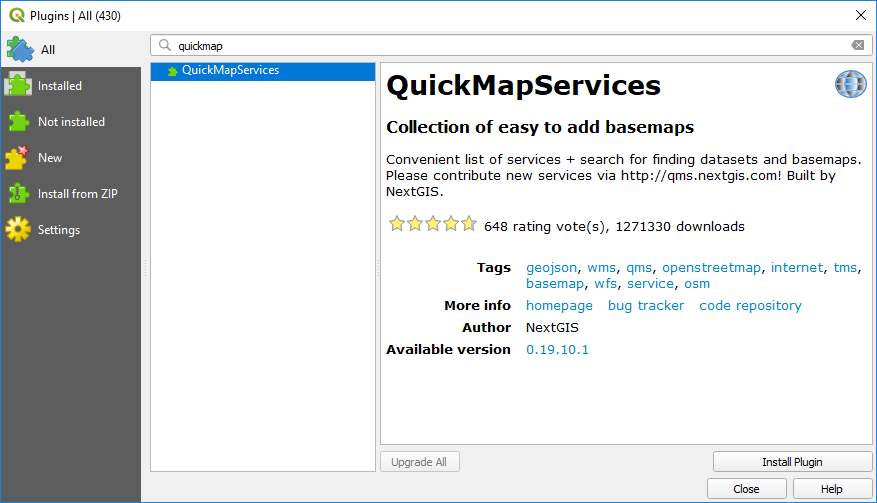 Plugins | All (430)
All
Installed
Not installed
New
Install from ZIP
Settings
quickmap
QuickMapServices
QuickMapServices
Collection of easy to add basemaps
Convenient list of services + search for finding datasets and basemaps.
Please contribute new services via http://qms.nextgis.com! Built by
NextGIS.
648 rating vote(s), 1271330 downloads
Tags geojson, wms, qms, openstreetmap, internet, tms,
basemap, wfs, service, osm
More info homepage bug tracker code repository
Author NextGIS
Available version 0.19.10.1
Upgrade All Install Plugin
Close Help